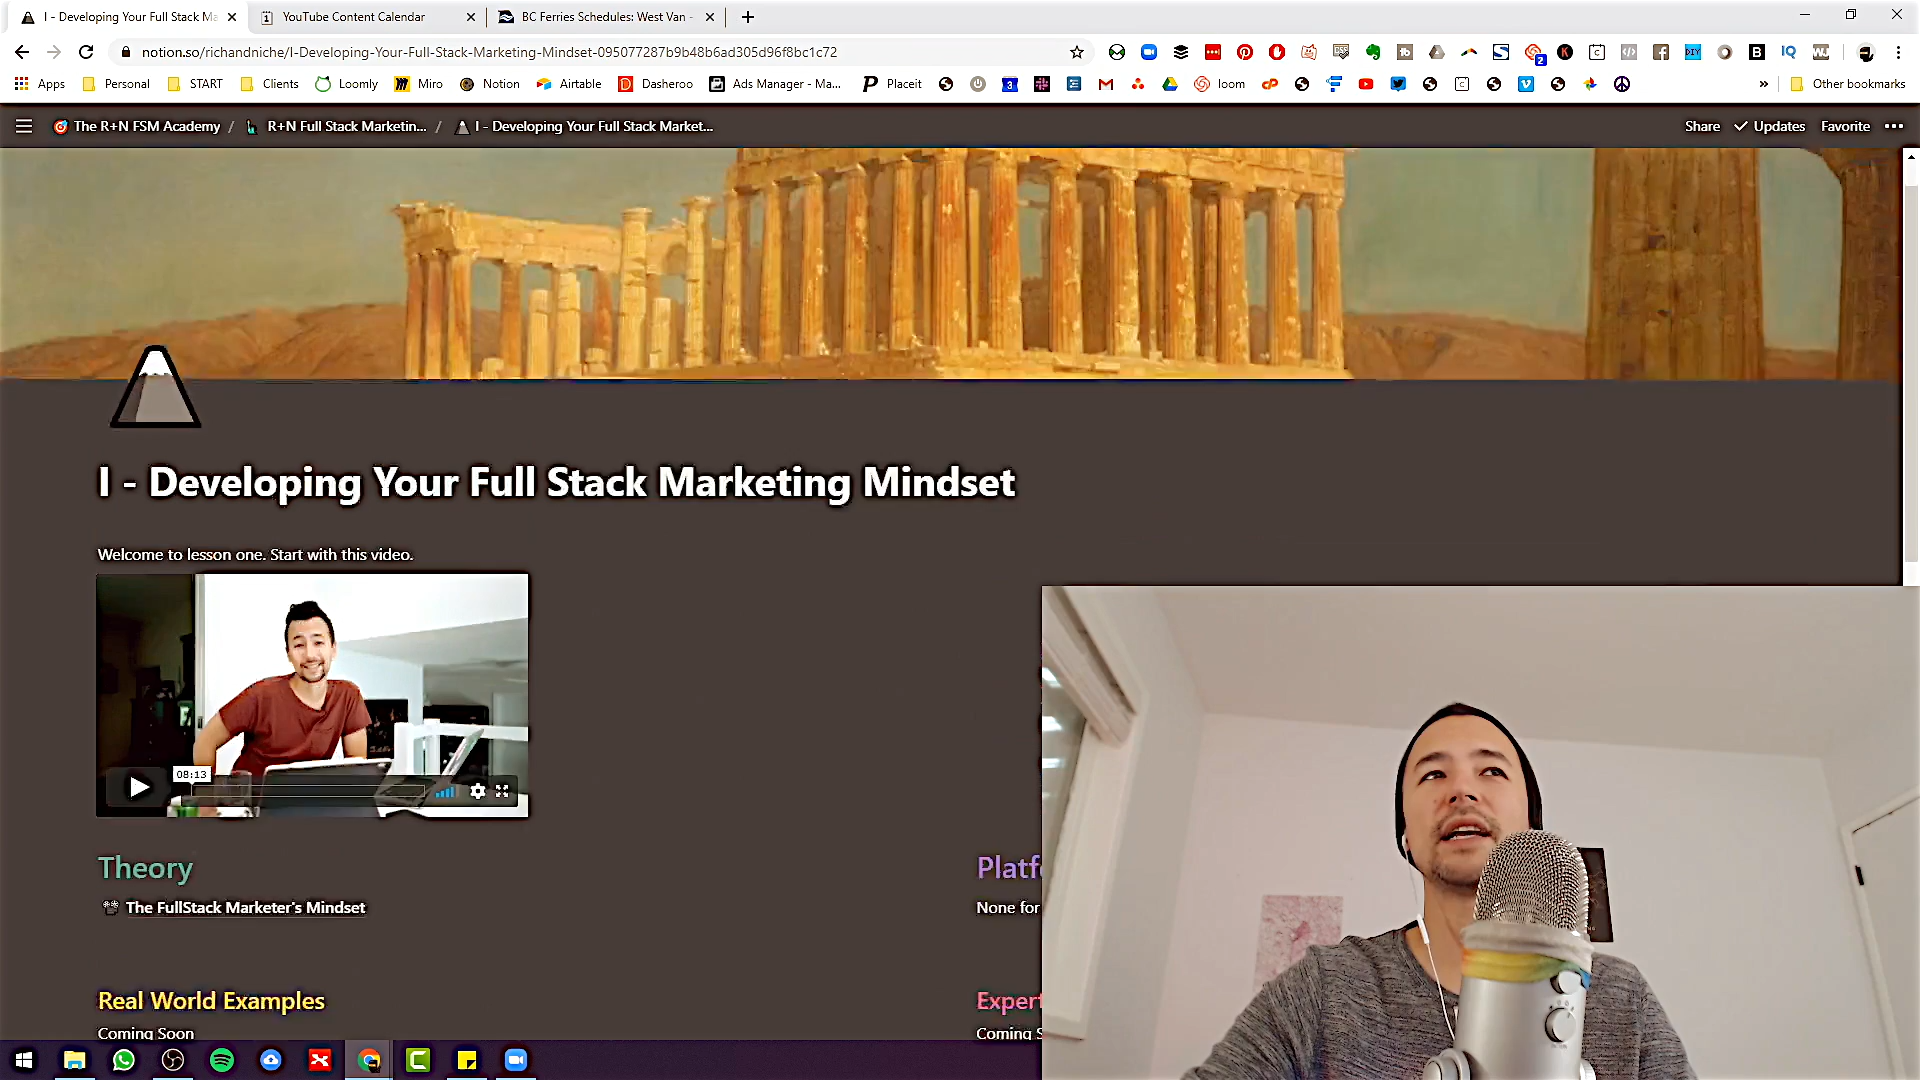 I - Developing Your Full Stack Ma
YouTube Content Calendar
BC Ferries Schedules: West Van -
notion.so/richandniche/I-Developing-Your-Full-Stack-Marketing-Mindset-095077287b9b48b6ad305d96f8bc1c72
Apps Personal START Clients Loomly Miro Notion Airtable Dasheroo Ads Manager - Ma... Placeit loom Other bookmarks
The R+N FSM Academy / R+N Full Stack Marketin... / I - Developing Your Full Stack Market...
Share Updates Favorite
I - Developing Your Full Stack Marketing Mindset
Welcome to lesson one. Start with this video.
08:13
Theory
The FullStack Marketer's Mindset
Platf
None for
Real World Examples
Coming Soon
Expert
Coming S